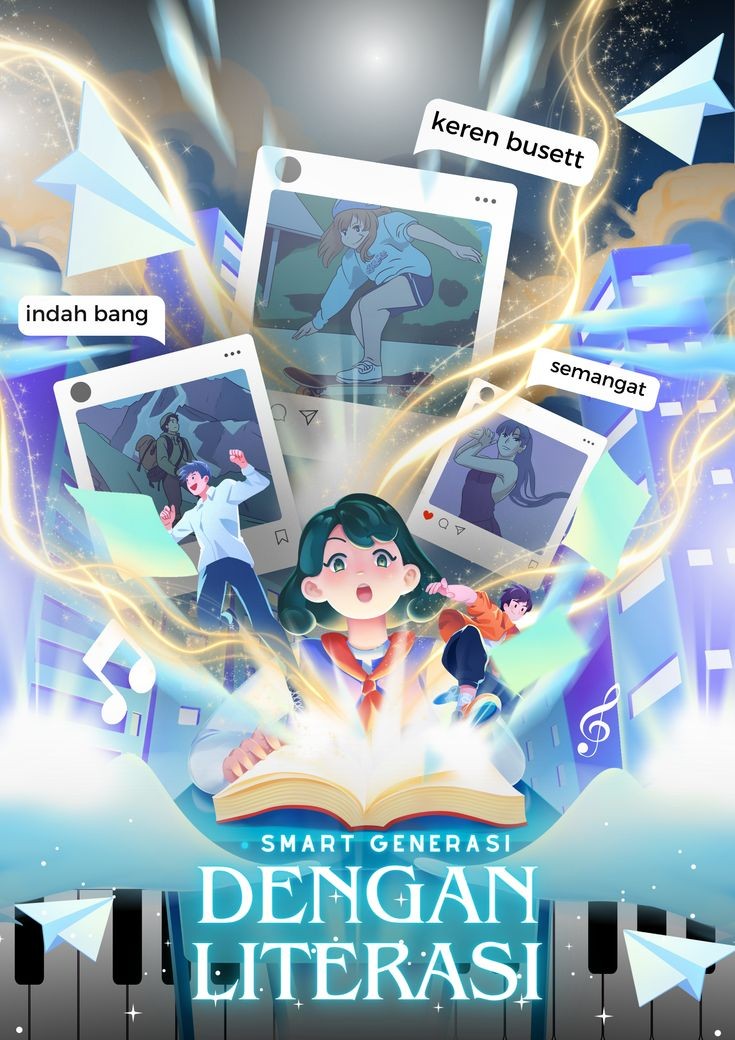 keren busett
indah bang
semangat
SMART GENERASI
DENGAN
LITERASI